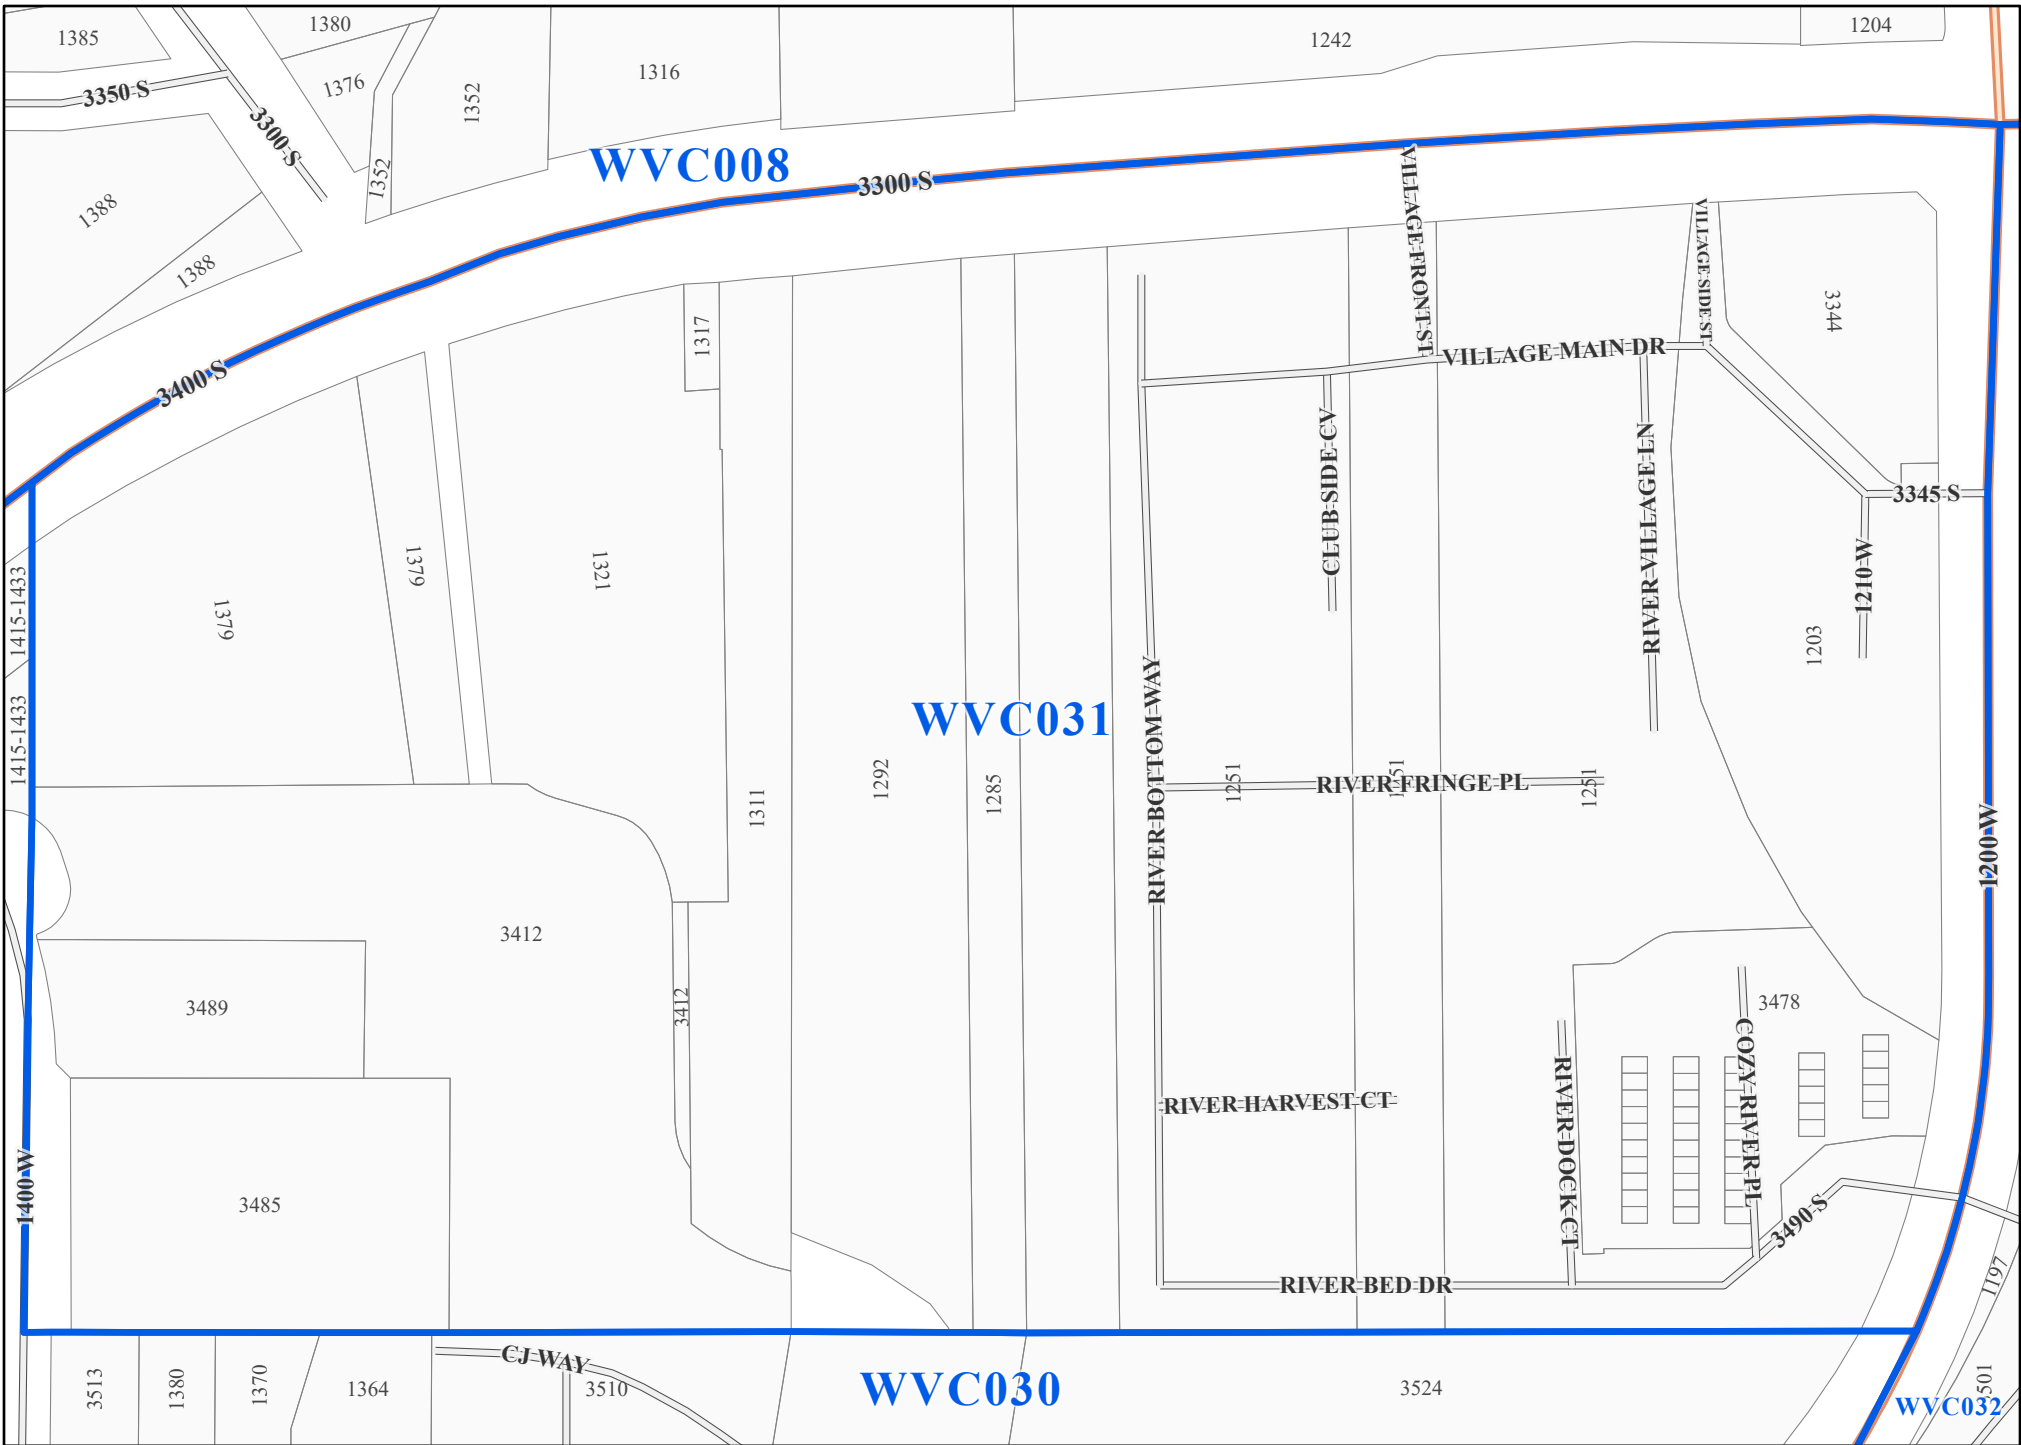 1385
1380
1242
1204
1376
1352
1316
3350 S
3300 S
1352
WVC008
3300 S
VILLAGE FRONT ST
VILLAGE SIDE ST
1388
1388
3344
1317
VILLAGE MAIN DR
3400 S
CLUB SIDE CV
RIVER VILLAGE LN
3345 S
1210 W
1415-1433
1379
1379
1321
1203
1415-1433
RIVER BOTTOM WAY
WVC031
1311
1292
1285
1251
RIVER FRINGE PL
1251
1251
1200 W
3412
3489
3412
3478
COZY RIVER PL
RIVER HARVEST CT
RIVER DOCK CT
1400 W
3485
3490 S
RIVER BED DR
1197
3513
1380
1370
1364
CJ WAY
3510
WVC030
3524
3501
WVC032